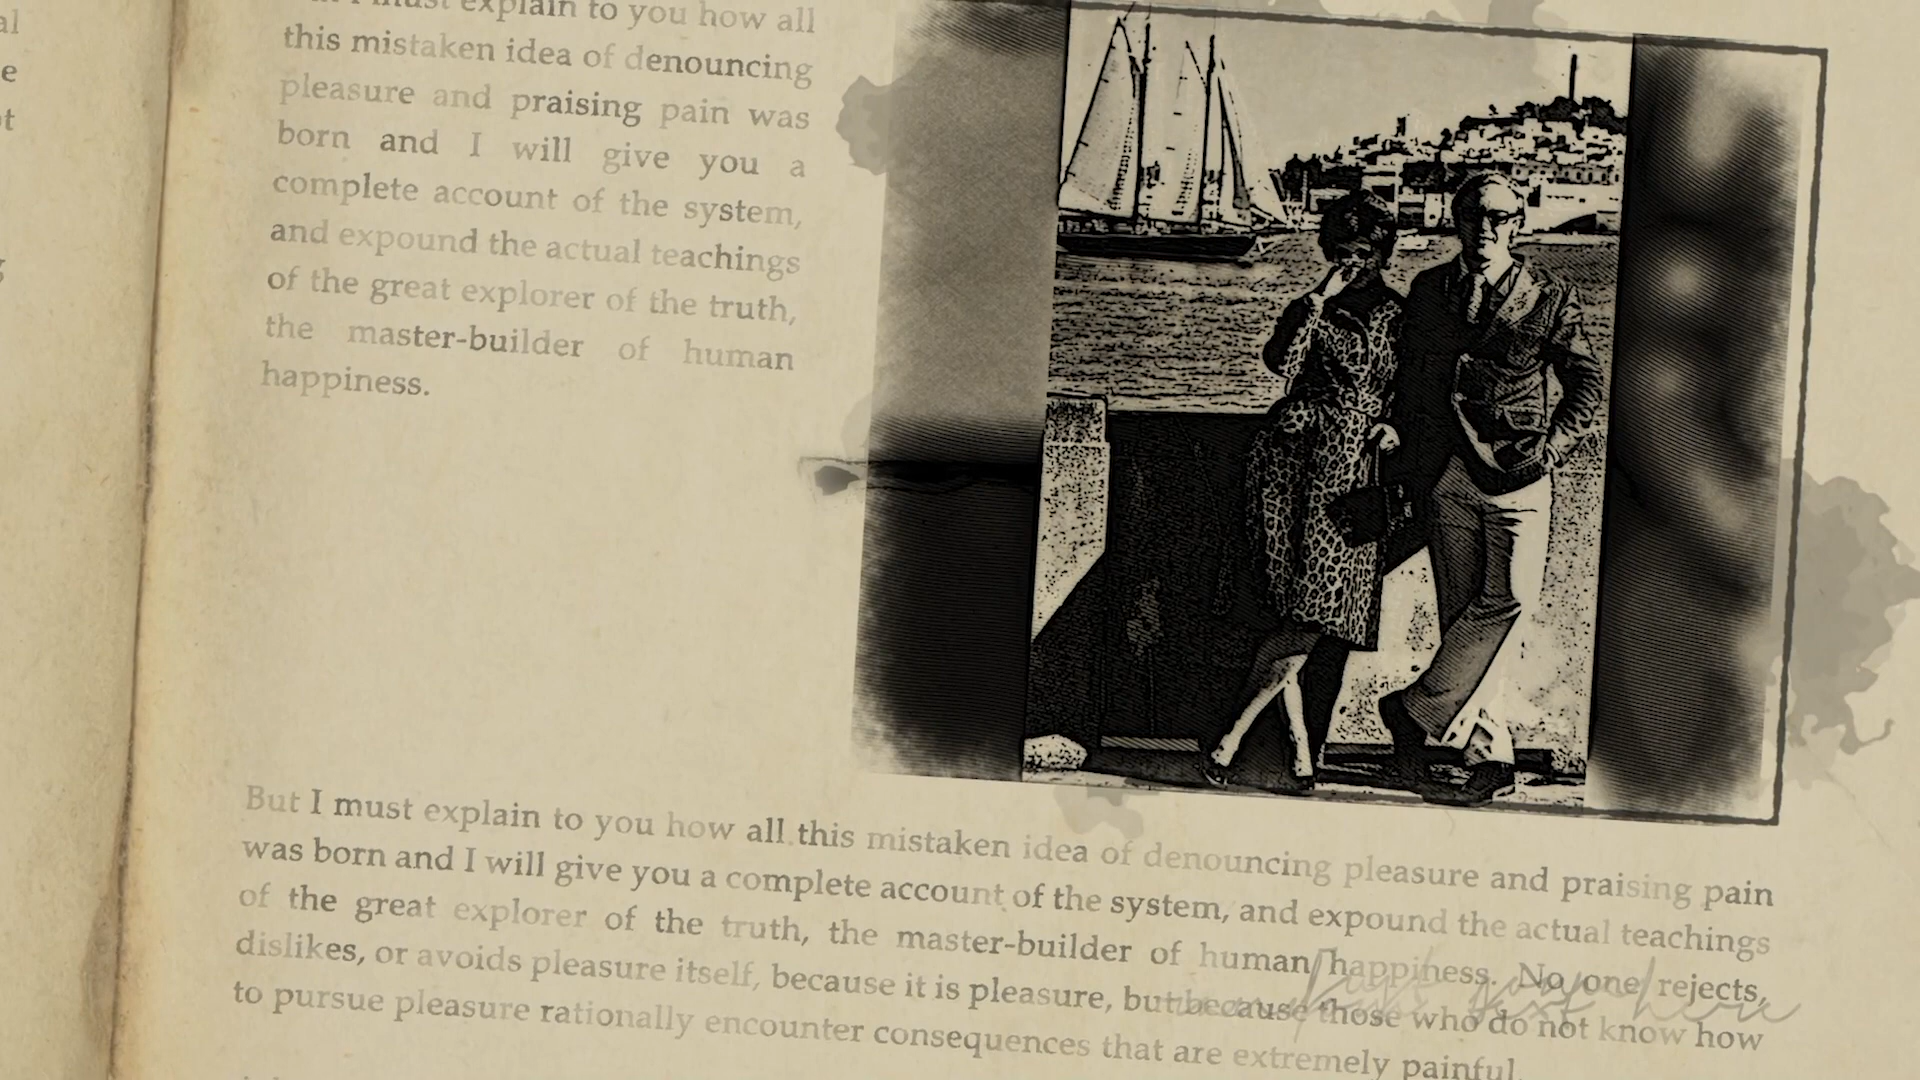 al
e
I must explain to you how all
this mistaken idea of denouncing
pleasure and praising pain was
born and I will give you a
complete account of the system,
and expound the actual teachings
of the great explorer of the truth,
the master-builder of human
happiness.
But I must explain to you how all this mistaken idea of denouncing pleasure and praising pain
was born and I will give you a complete account of the system, and expound the actual teachings
of the great explorer of the truth, the master-builder of human happiness. No one rejects,
dislikes, or avoids pleasure itself, because it is pleasure, but because those who do not know how
to pursue pleasure rationally encounter consequences that are extremely painful.